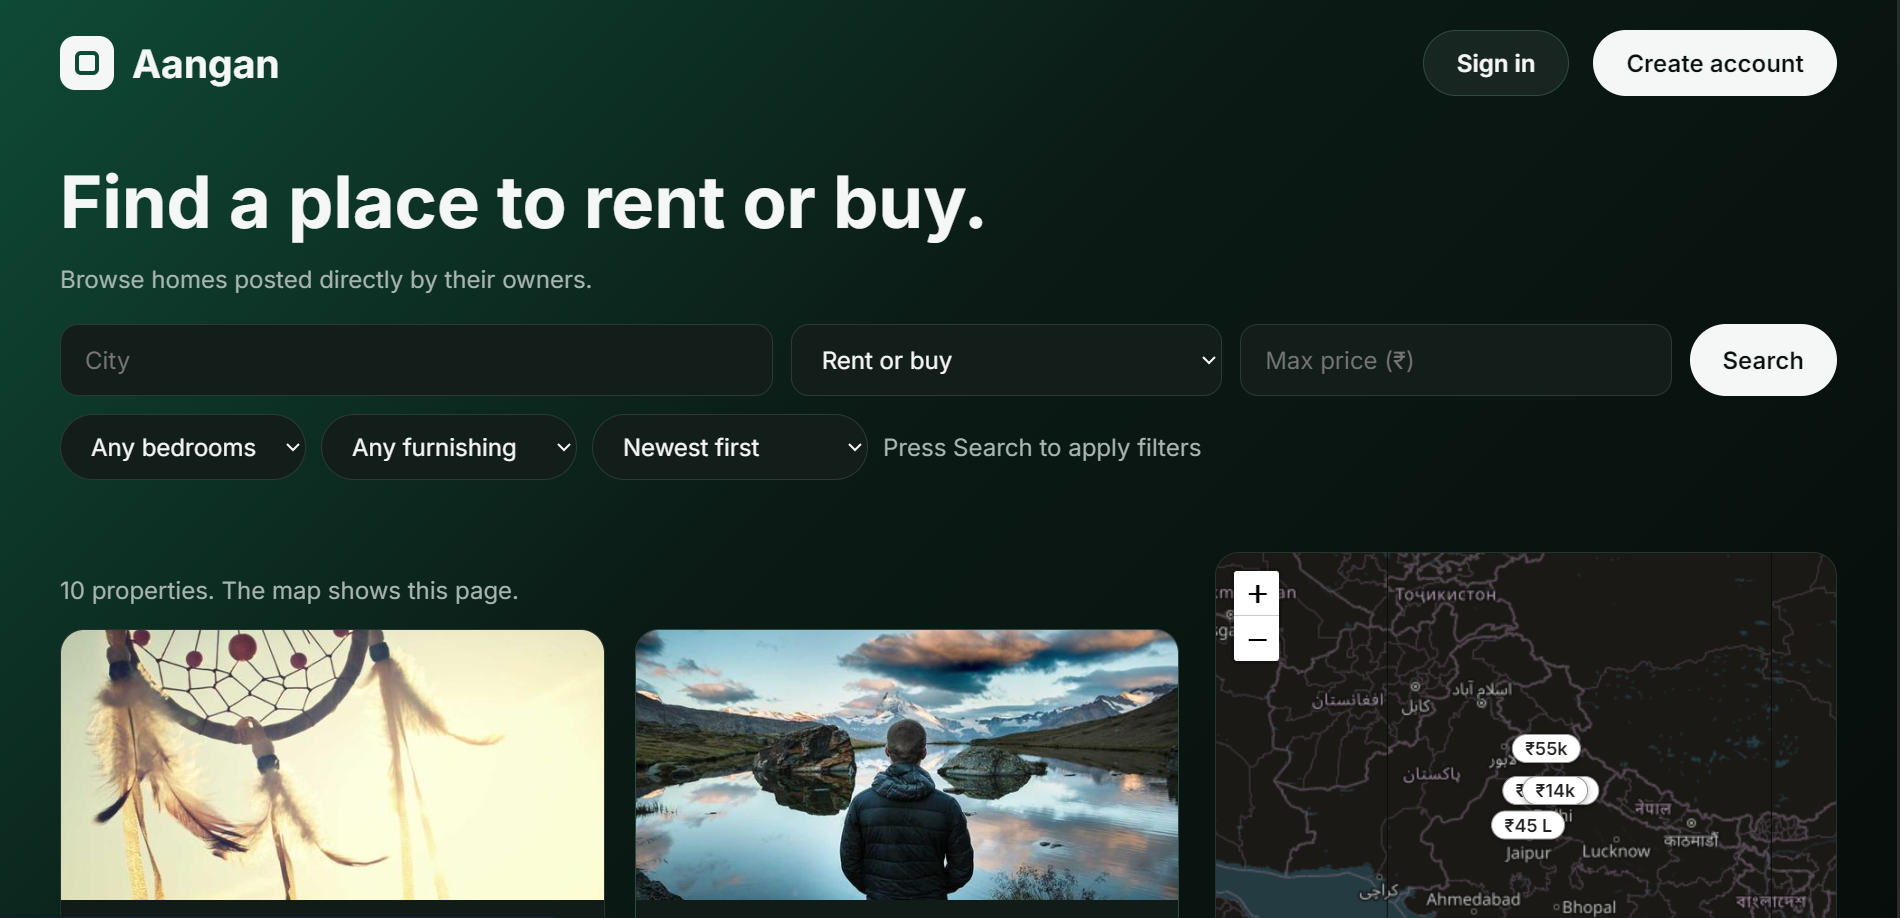 Aangan
Sign in
Create account
Find a place to rent or buy.
Browse homes posted directly by their owners.
City
Rent or buy
Max price (₹)
Search
Any bedrooms
Any furnishing
Newest first
Press Search to apply filters
10 properties. The map shows this page.
+
−
Тоҷикистон
افغانستان
کابل
اسلام آباد
₹55k
پاکستان
₹14k
नेपाल
₹45 L
काठमाडौँ
Jaipur
Lucknow
کراچی
Ahmedabad
Bhopal
বাংলাদেশ